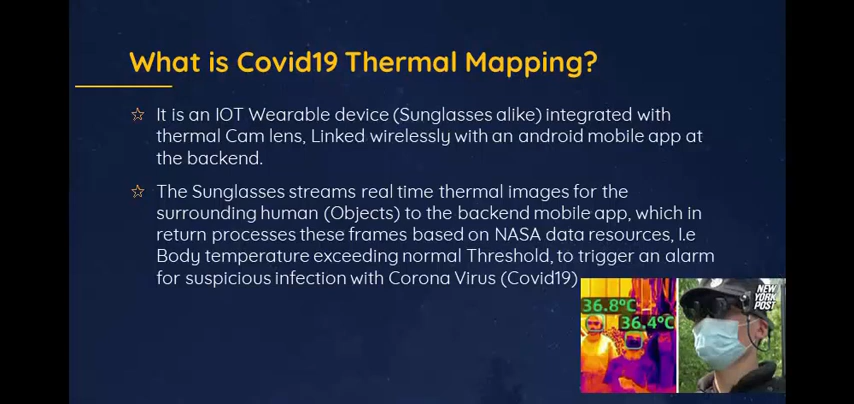 What is Covid19 Thermal Mapping?
It is an IOT Wearable device (Sunglasses alike) integrated with
thermal Cam lens, Linked wirelessly with an android mobile app at
the backend.
The Sunglasses streams real time thermal images for the
surrounding human (Objects) to the backend mobile app, which in
return processes these frames based on NASA data resources, I.e
Body temperature exceeding normal Threshold, to trigger an alarm
for suspicious infection with Corona Virus (Covid19)
36.8°C
36.4°C
NEW
YORK
POST